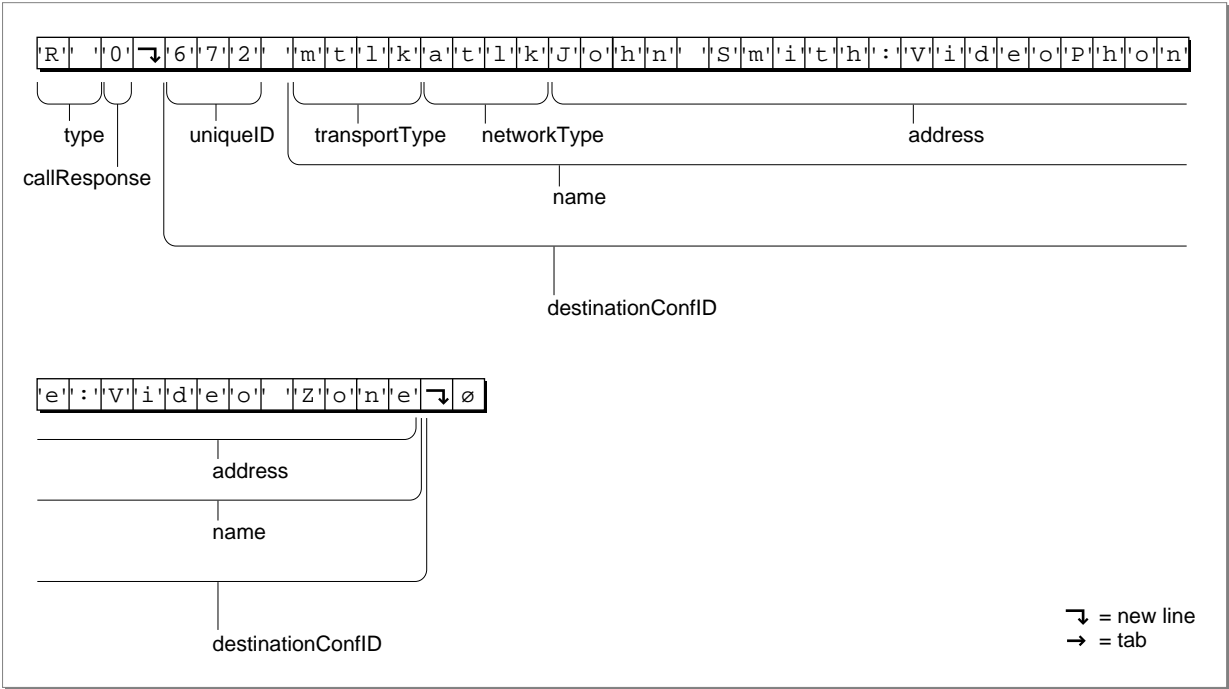 'R'' ''0'↴'6''7''2'' ''m''t''l''k''a''t''l''k''J''o''h''n'' ''S''m''i''t''h'':''V''i''d''e''o''P''h''o''n'
type uniqueID transportType networkType address
callResponse
name
destinationConfID
'e'':''V''i''d''e''o'' ''Z''o''n''e'↴ø
address
name
destinationConfID
↴ = new line
→ = tab